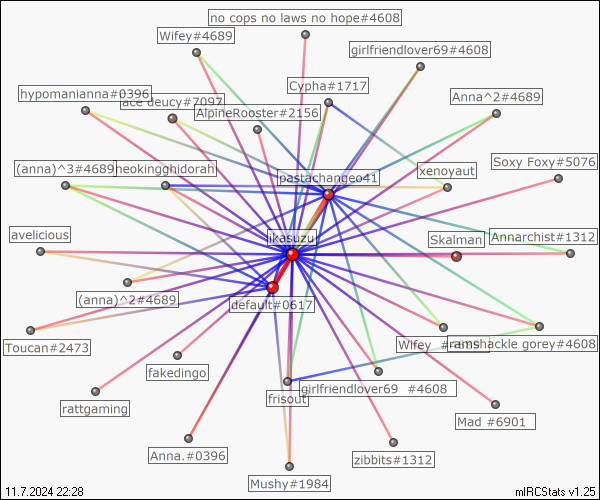 no cops no laws no hope#4608
Wifey#4689
girlfriendlover69#4608
Cypha#1717
hypomanianna#0396
ace deucy#7097
AlpineRooster#2156
Anna^2#4689
(anna)^3#4689
neokingghidorah
pastachangeo41
xenoyaut
Soxy Foxy#5076
avelicious
ikasuzu
Skalman
Annarchist#1312
(anna)^2#4689
default#0617
Toucan#2473
Wifey
ramshackle gorey#4608
fakedingo
frisout
girlfriendlover69 #4608
rattgaming
Mad #6901
Anna.#0396
zibbits#1312
Mushy#1984
11.7.2024 22:28
mIRCStats v1.25